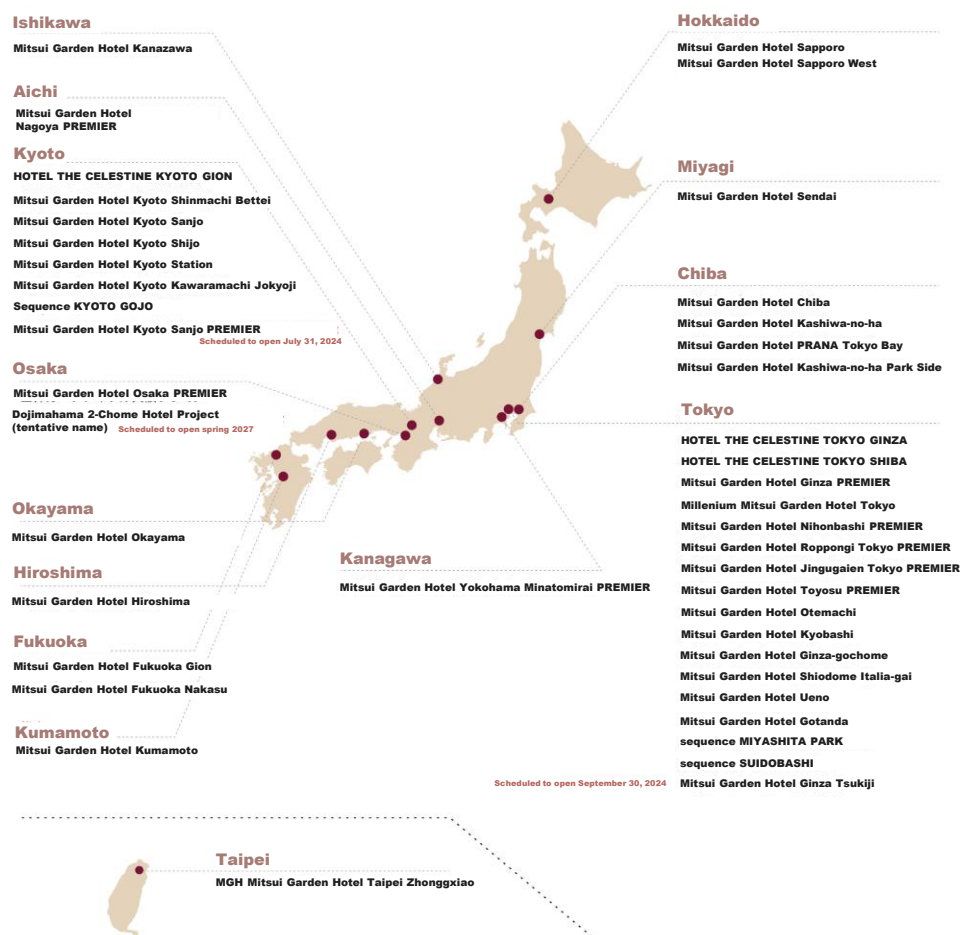 Ishikawa
Mitsui Garden Hotel Kanazawa
Aichi
Mitsui Garden Hotel
Nagoya PREMIER
Kyoto
HOTEL THE CELESTINE KYOTO GION
Mitsui Garden Hotel Kyoto Shinmachi Bettei
Mitsui Garden Hotel Kyoto Sanjo
Mitsui Garden Hotel Kyoto Shijo
Mitsui Garden Hotel Kyoto Station
Mitsui Garden Hotel Kyoto Kawaramachi Jokyoji
Sequence KYOTO GOJO
Mitsui Garden Hotel Kyoto Sanjo PREMIER
Scheduled to open July 31, 2024
Osaka
Mitsui Garden Hotel Osaka PREMIER
Dojimahama 2-Chome Hotel Project
(tentative name) Scheduled to open spring 2027
Okayama
Mitsui Garden Hotel Okayama
Hiroshima
Mitsui Garden Hotel Hiroshima
Fukuoka
Mitsui Garden Hotel Fukuoka Gion
Mitsui Garden Hotel Fukuoka Nakasu
Kumamoto
Mitsui Garden Hotel Kumamoto
Kanagawa
Mitsui Garden Hotel Yokohama Minatomirai PREMIER
Hokkaido
Mitsui Garden Hotel Sapporo
Mitsui Garden Hotel Sapporo West
Miyagi
Mitsui Garden Hotel Sendai
Chiba
Mitsui Garden Hotel Chiba
Mitsui Garden Hotel Kashiwa-no-ha
Mitsui Garden Hotel PRANA Tokyo Bay
Mitsui Garden Hotel Kashiwa-no-ha Park Side
Tokyo
HOTEL THE CELESTINE TOKYO GINZA
HOTEL THE CELESTINE TOKYO SHIBA
Mitsui Garden Hotel Ginza PREMIER
Millenium Mitsui Garden Hotel Tokyo
Mitsui Garden Hotel Nihonbashi PREMIER
Mitsui Garden Hotel Roppongi Tokyo PREMIER
Mitsui Garden Hotel Jingugaien Tokyo PREMIER
Mitsui Garden Hotel Toyosu PREMIER
Mitsui Garden Hotel Otemachi
Mitsui Garden Hotel Kyobashi
Mitsui Garden Hotel Ginza-gochome
Mitsui Garden Hotel Shiodome Italia-gai
Mitsui Garden Hotel Ueno
Mitsui Garden Hotel Gotanda
sequence MIYASHITA PARK
sequence SUIDOBASHI
Scheduled to open September 30, 2024 Mitsui Garden Hotel Ginza Tsukiji
Taipei
MGH Mitsui Garden Hotel Taipei Zhonggxiao